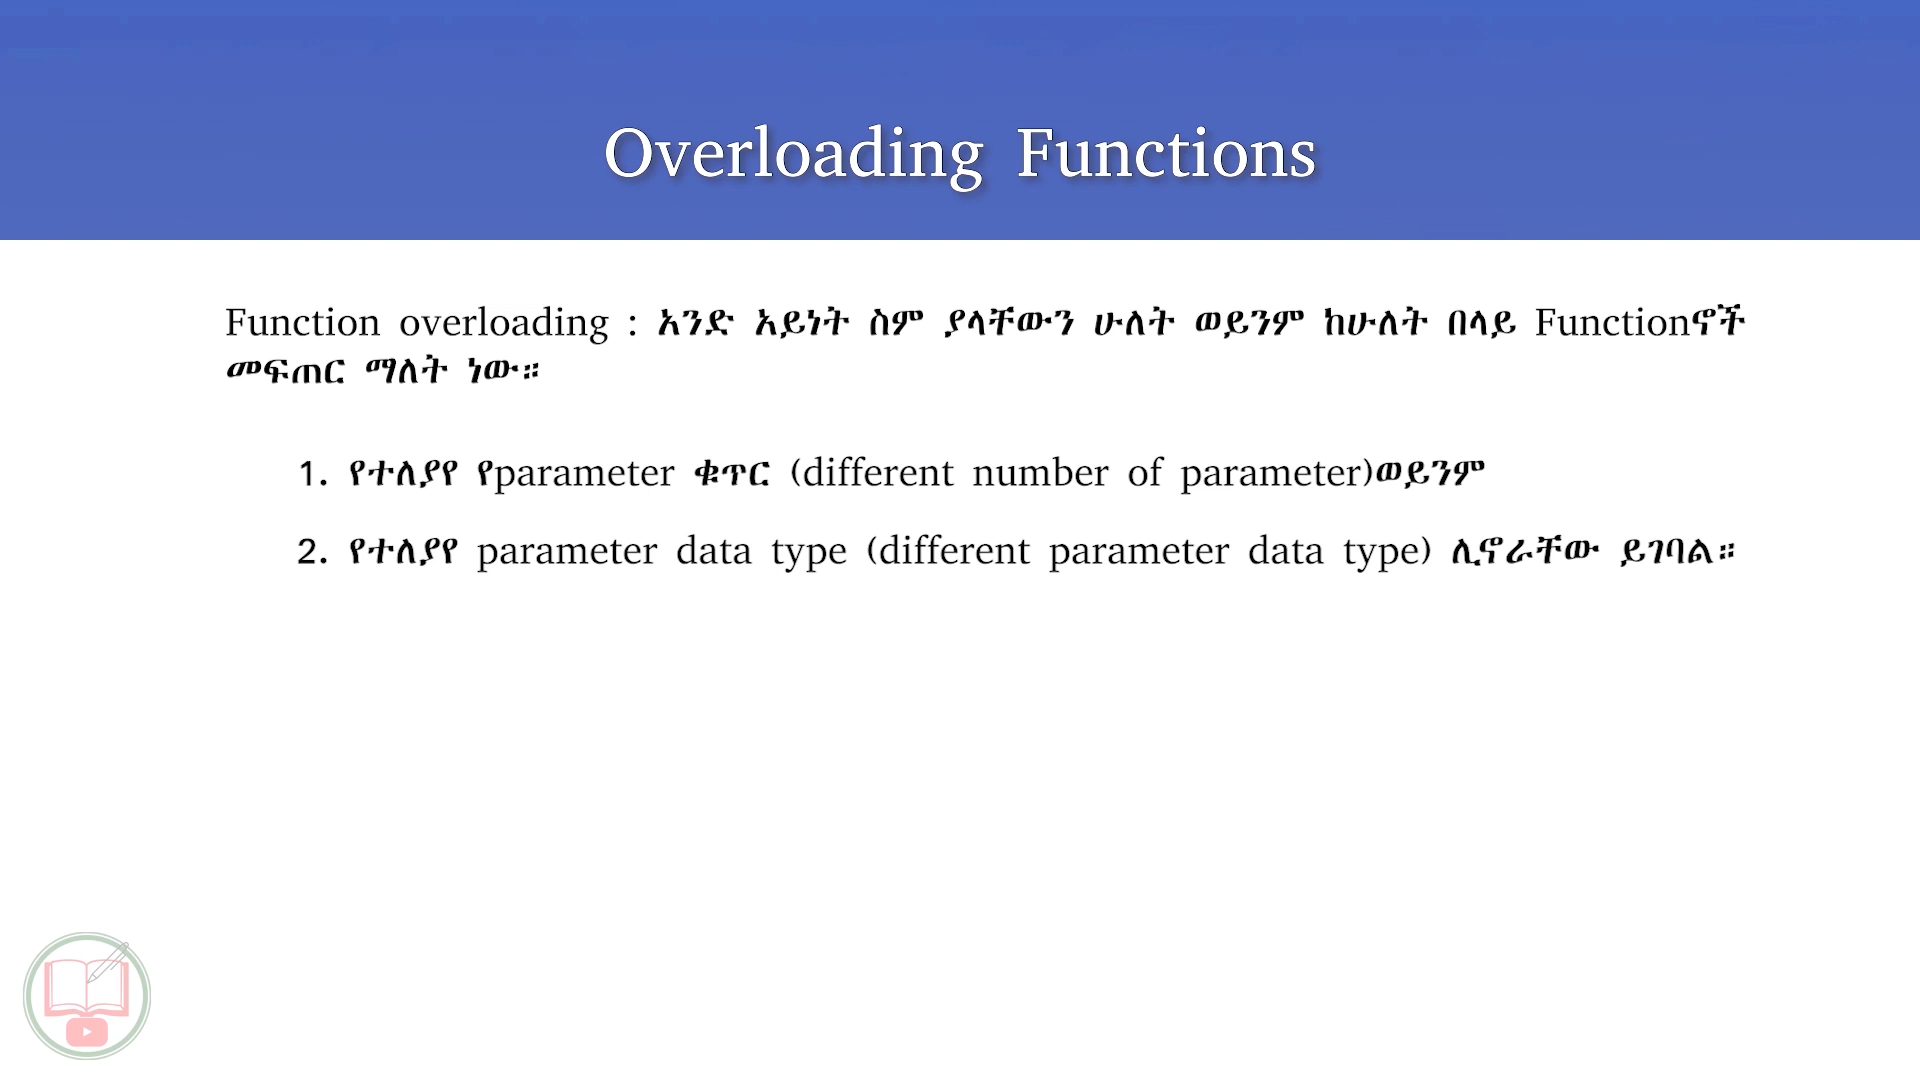 Overloading Functions
Function overloading : አንድ አይነት ስም ያላቸውን ሁለት ወይንም ከሁለት በላይ Functionኖች
መፍጠር ማለት ነው።
1. የተለያየ የparameter ቁጥር (different number of parameter)ወይንም
2. የተለያየ parameter data type (different parameter data type) ሊኖራቸው ይገባል።